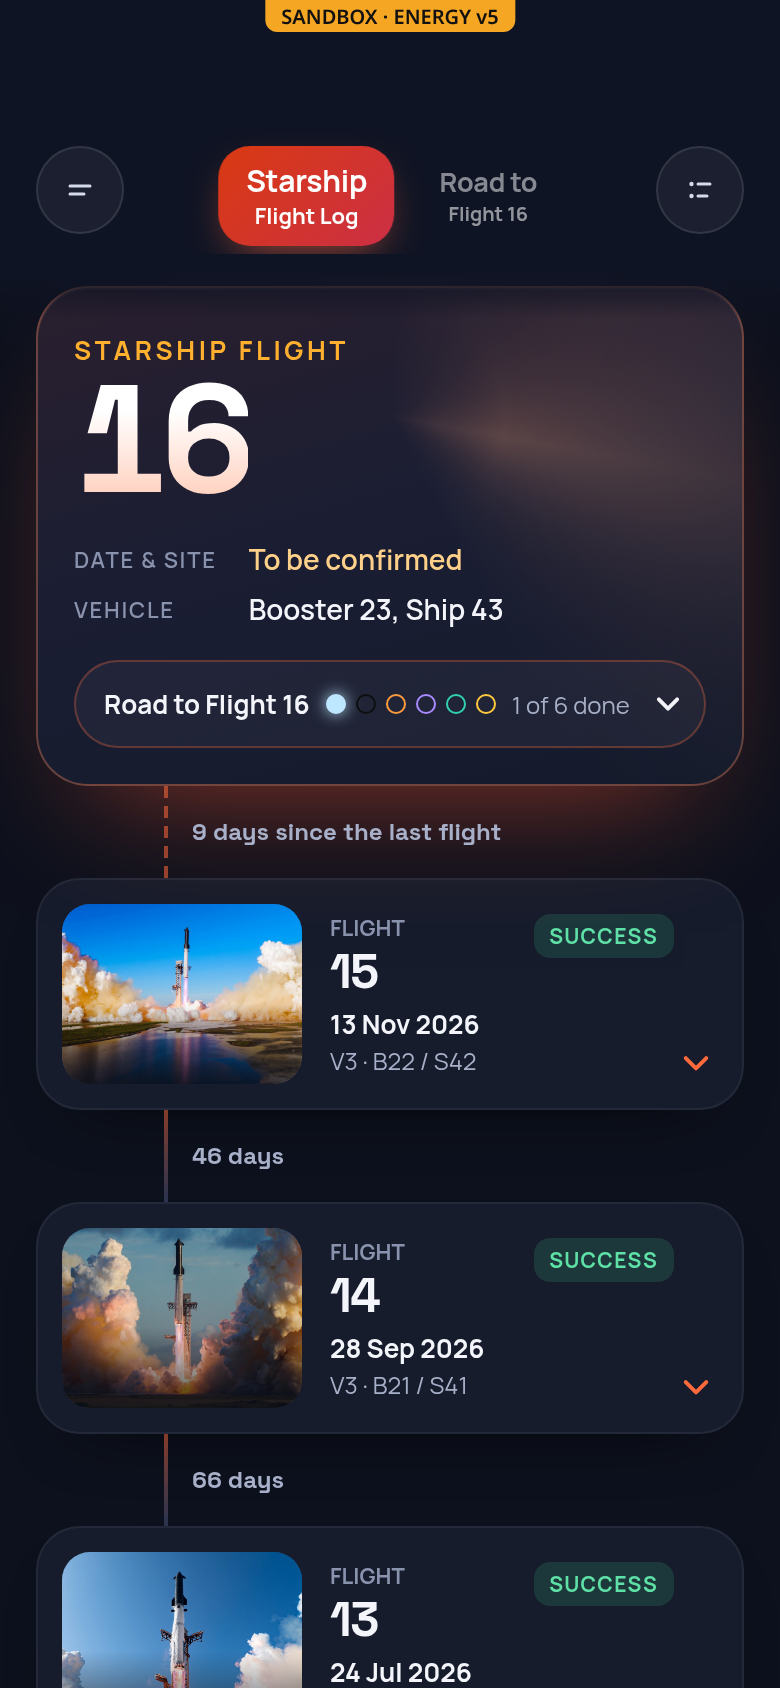 SANDBOX · ENERGY v5
Starship
Flight Log
Road to
Flight 16
STARSHIP FLIGHT
16
DATE & SITE To be confirmed
VEHICLE Booster 23, Ship 43
Road to Flight 16 1 of 6 done
9 days since the last flight
FLIGHT
SUCCESS
15
13 Nov 2026
V3 · B22 / S42
46 days
FLIGHT
SUCCESS
14
28 Sep 2026
V3 · B21 / S41
66 days
FLIGHT
SUCCESS
13
24 Jul 2026